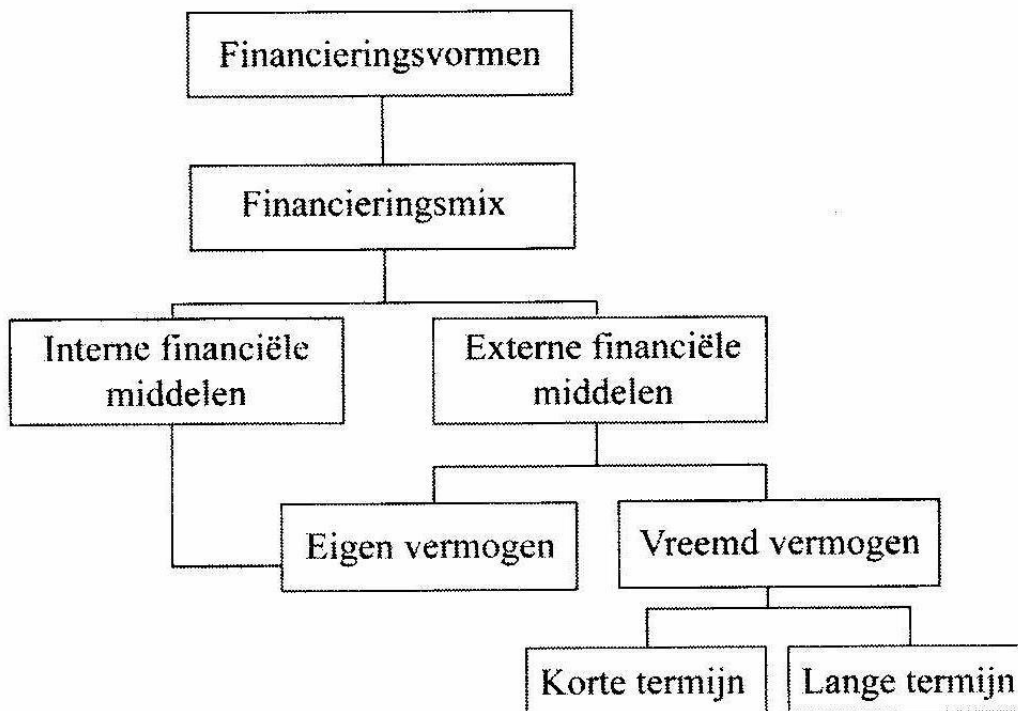 Financieringsvormen
Financieringsmix
Interne financiële
middelen
Externe financiële
middelen
Eigen vermogen
Vreemd vermogen
Korte termijn
Lange termijn